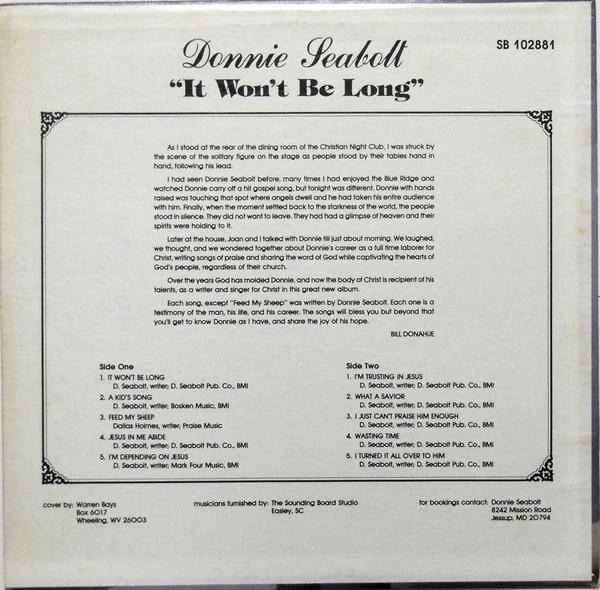 Donnie Seabolt
SB 102881
“It Won't Be Long”
As I stood at the rear of the dining room of the Christian Night Club, I was struck by
the scene of the solitary figure on the stage as people stood by their tables hand in
hand, following his lead.
I had seen Donnie Seabolt before, many times I had enjoyed the Blue Ridge and
watched Donnie carry off a hit gospel song, but tonight was different. Donnie with hands
raised was touching that spot where angels dwell and he had taken his entire audience
with him. Finally, when the moment settled back to the starkness of the world, the people
stood in silence. They did not want to leave. They had had a glimpse of heaven and their
spirits were holding to it.
Later at the house, Joan and I talked with Donnie till just about morning. We laughed,
we thought, and we wondered together about Donnie's career as a full time laborer for
Christ, writing songs of praise and sharing the word of God while captivating the hearts of
God's people, regardless of their church.
Over the years God has molded Donnie, and now the body of Christ is recipient of his
talents, as a writer and singer for Christ in this great new album.
Each song, except “Feed My Sheep” was written by Donnie Seabolt. Each one is a
testimony of the man, his life, and his career. The songs will bless you but beyond that
you'll get to know Donnie as I have, and share the joy of his hope.
BILL DONAHUE
Side One
1. IT WON'T BE LONG
D. Seabolt, writer; D. Seabolt Pub. Co., BMI
2. A KID'S SONG
D. Seabolt, writer; Bosken Music, BMI
3. FEED MY SHEEP
Dallas Holmes, writer; Praise Music
4. JESUS IN ME ABIDE
D. Seabolt, writer; D. Seabolt Pub. Co., BMI
5. I'M DEPENDING ON JESUS
D. Seabolt, writer; Mark Four Music, BMI
Side Two
1. I'M TRUSTING IN JESUS
D. Seabolt, writer; D. Seabolt Pub. Co., BMI
2. WHAT A SAVIOR
D. Seabolt, writer; D. Seabolt Pub. Co., BMI
3. I JUST CAN'T PRAISE HIM ENOUGH
D. Seabolt, writer; D. Seabolt Pub. Co., BMI
4. WASTING TIME
D. Seabolt, writer; D. Seabolt Pub. Co., BMI
5. I TURNED IT ALL OVER TO HIM
D. Seabolt, writer; D. Seabolt Pub. Co., BMI
cover by: Warren Bays
Box 6017
Wheeling, WV 26003
musicians furnished by: The Sounding Board Studio
Easley, SC
for bookings contact: Donnie Seabolt
8242 Mission Road
Jessup, MD 20794